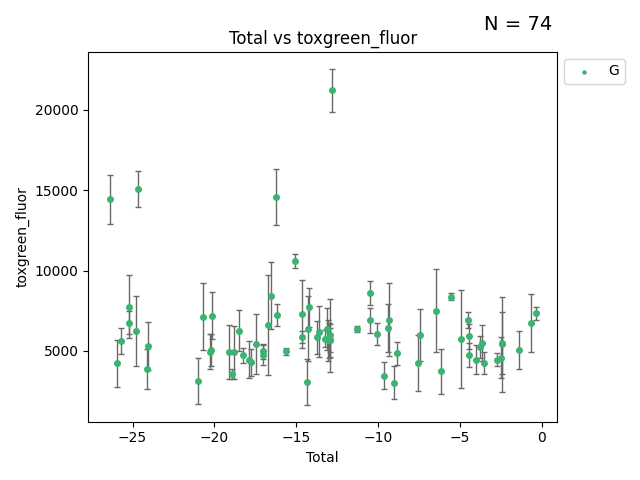 N = 74
Total vs toxgreen_fluor
G
toxgreen_fluor
20000
15000
10000
5000
−25
−20
−15
−10
−5
0
Total